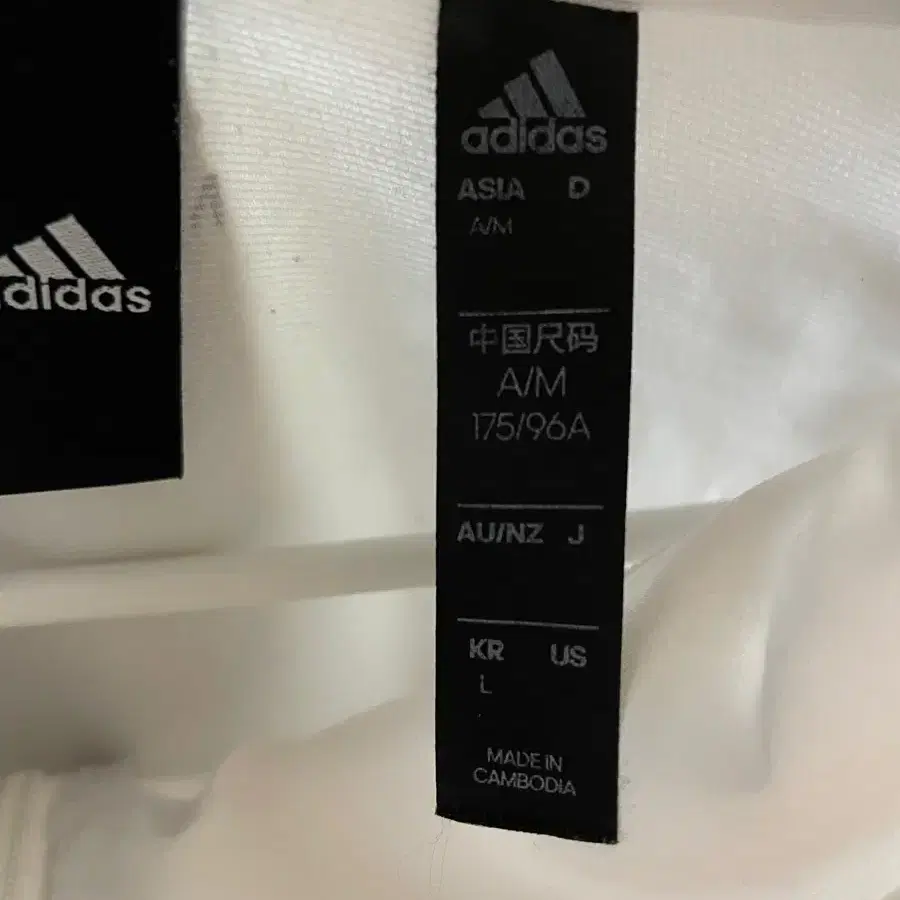 adidas
adidas
ASIA D
A/M
中国尺码
A/M
175/96A
AU/NZ J
KR US
L
MADE IN
CAMBODIA